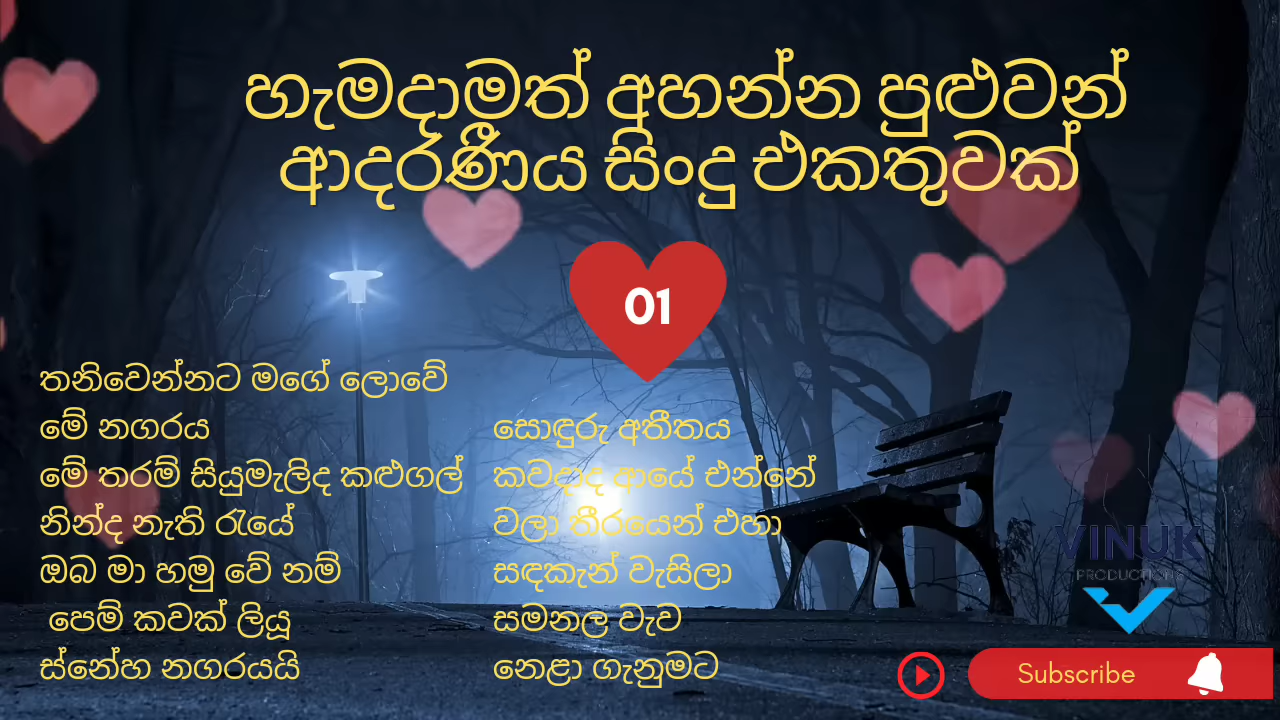 හැමදාමත් අහන්න පුළුවන්
ආදරණීය සිංදු එකතුවක්
01
තනිවෙන්නට මගේ ලොවේ
මේ නගරය
මේ තරම් සියුමැලිද කළුගල්
නින්ද නැති රැයේ
ඔබ මා හමු වේ නම්
පෙම් කවක් ලියූ
ස්නේහ නගරයයි
සොඳුරු අතීතය
කවදාද ආයේ එන්නේ
වලා තීරයෙන් එහා
සඳකැන් වැසිලා
සමනල වැව
නෙළා ගැනුමට
VINUK
PRODUCTIONS
Subscribe